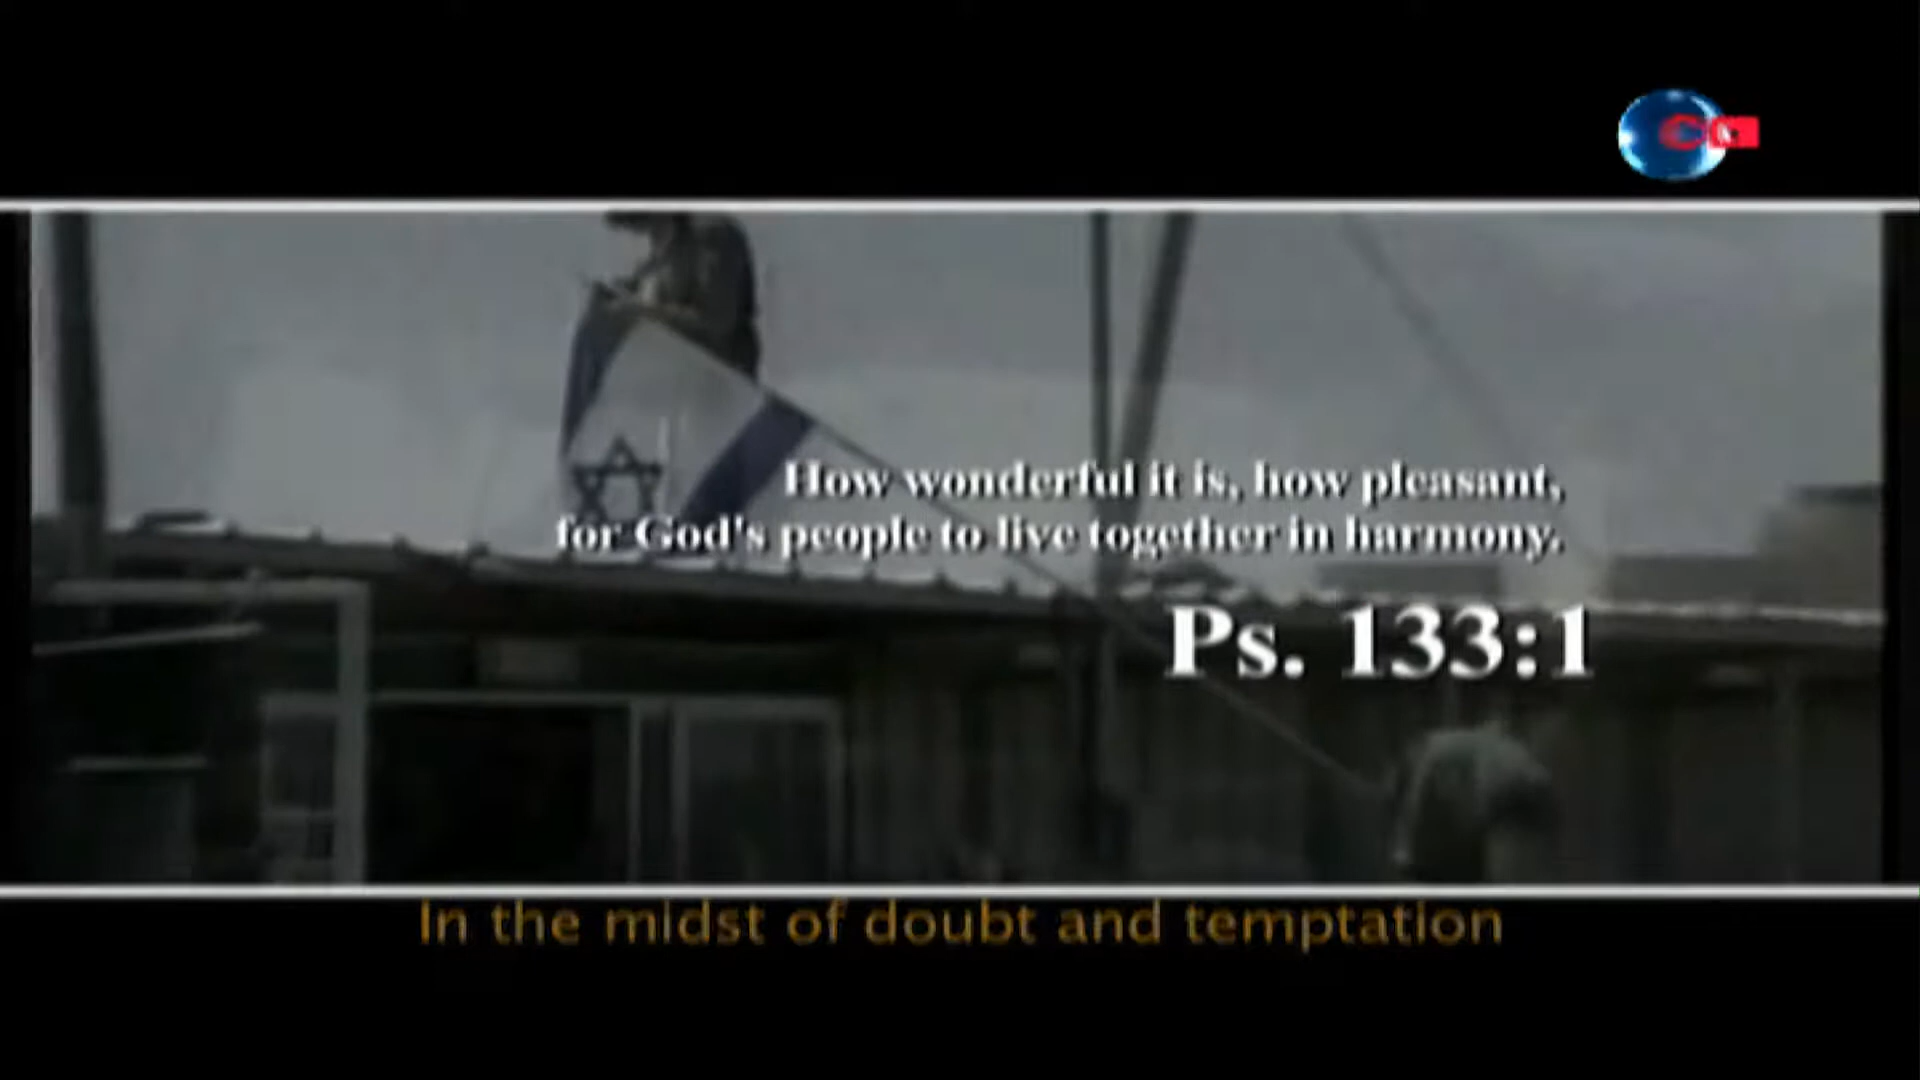 How wonderful it is, how pleasant,
for God's people to live together in harmony.
Ps. 133:1
In the midst of doubt and temptation